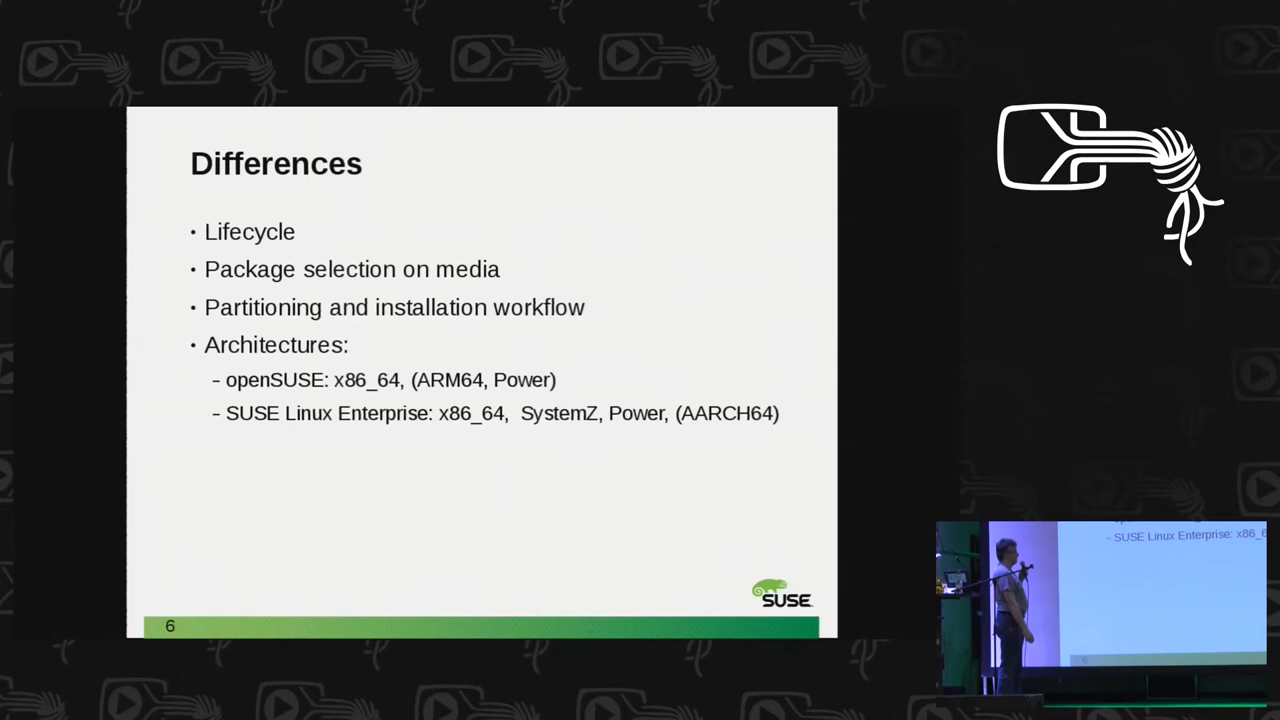 Differences
• Lifecycle
• Package selection on media
• Partitioning and installation workflow
• Architectures:
– openSUSE: x86_64, (ARM64, Power)
– SUSE Linux Enterprise: x86_64,  SystemZ, Power, (AARCH64)
SUSE
6
– SUSE Linux Enterprise: x86_6
6